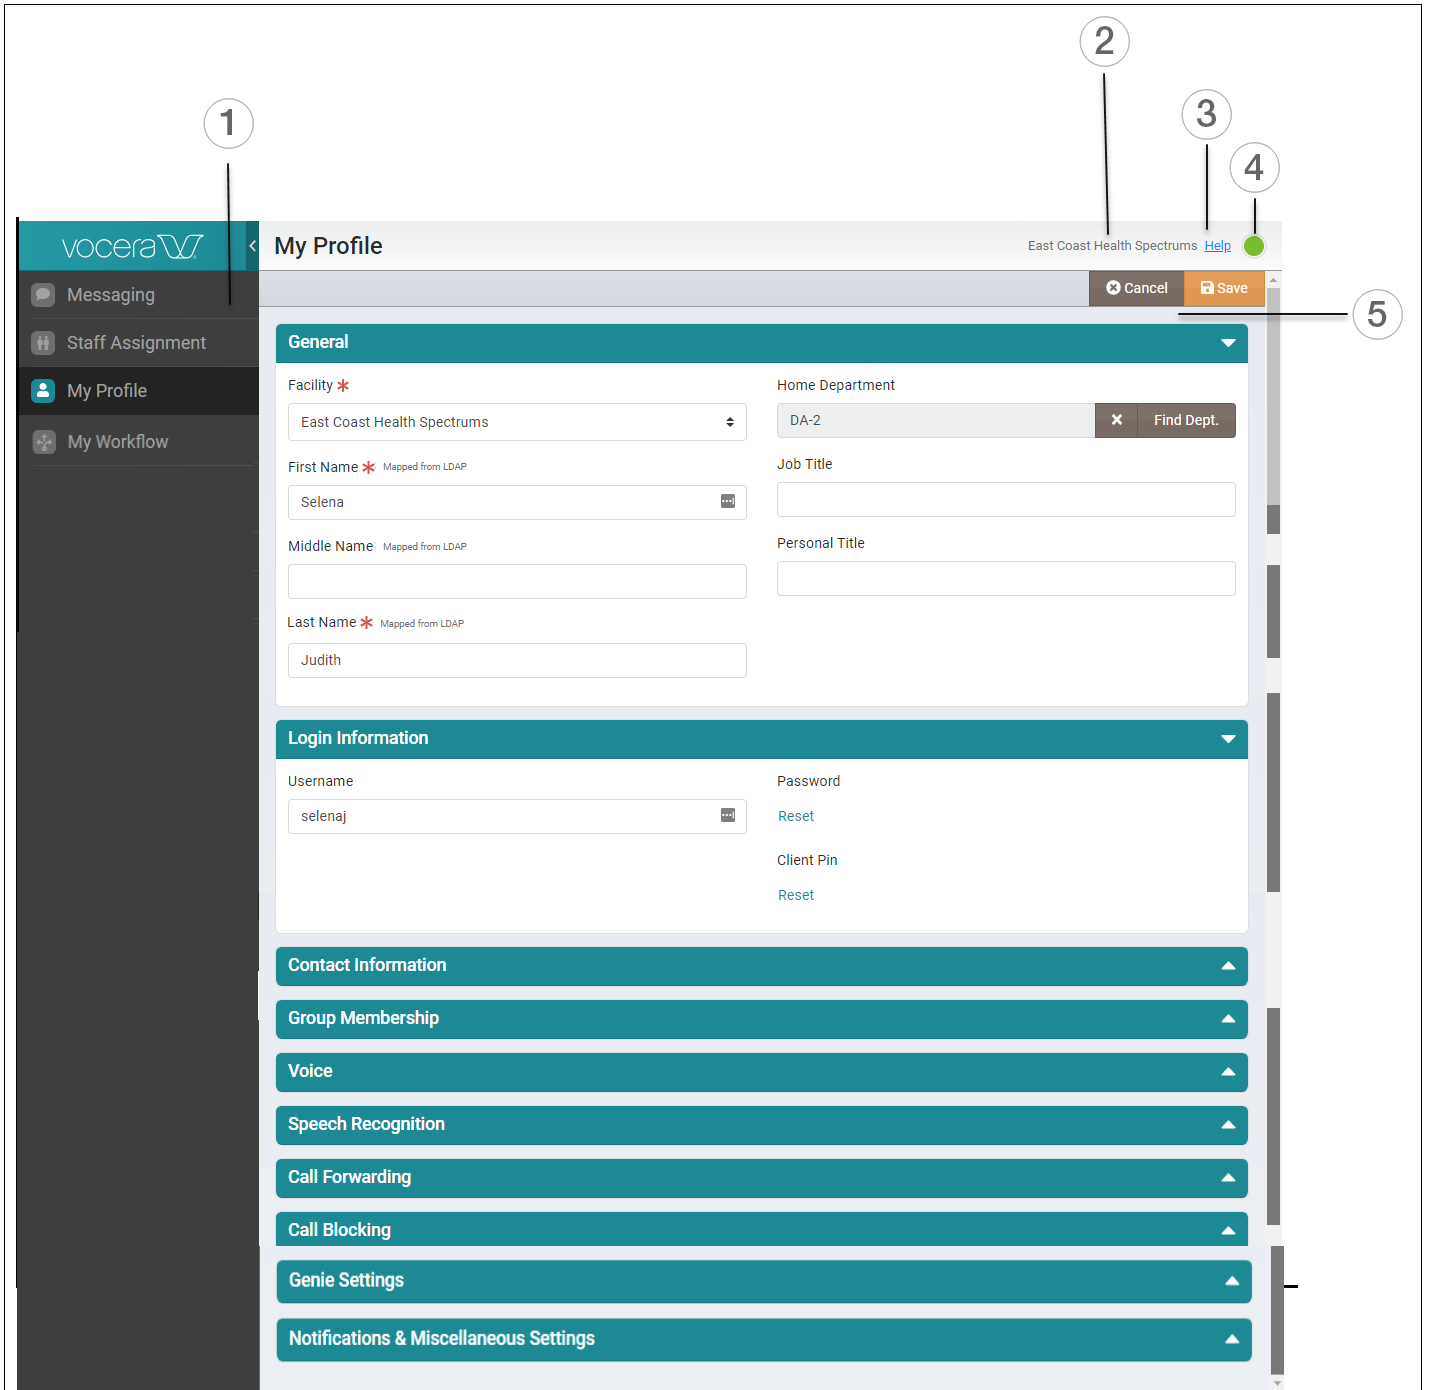 2
3
1
4
vocera
My Profile
East Coast Health Spectrums Help
Messaging
Cancel Save
5
Staff Assignment
General
My Profile
Facility * Home Department
East Coast Health Spectrums DA-2 Find Dept.
My Workflow
First Name * Mapped from LDAP Job Title
Selena
Middle Name Mapped from LDAP Personal Title
Last Name * Mapped from LDAP
Judith
Login Information
Username Password
selenaj Reset
Client Pin
Reset
Contact Information
Group Membership
Voice
Speech Recognition
Call Forwarding
Call Blocking
Genie Settings
Notifications & Miscellaneous Settings